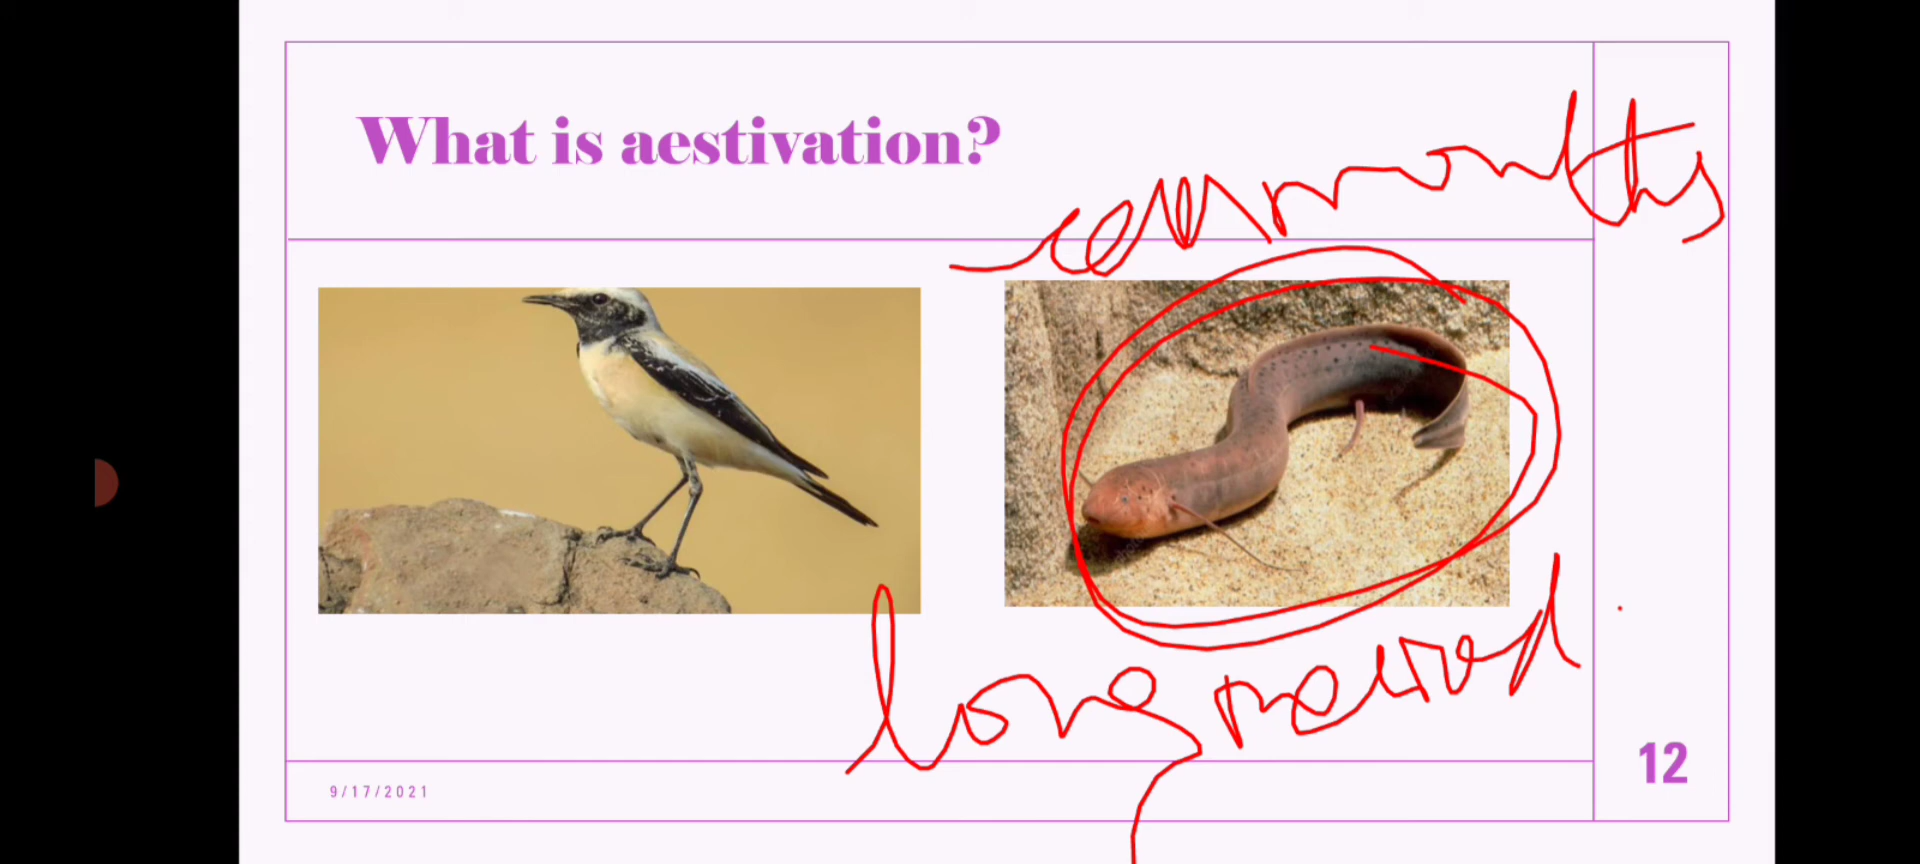 What is aestivation?
months
long period.
9/17/2021
12